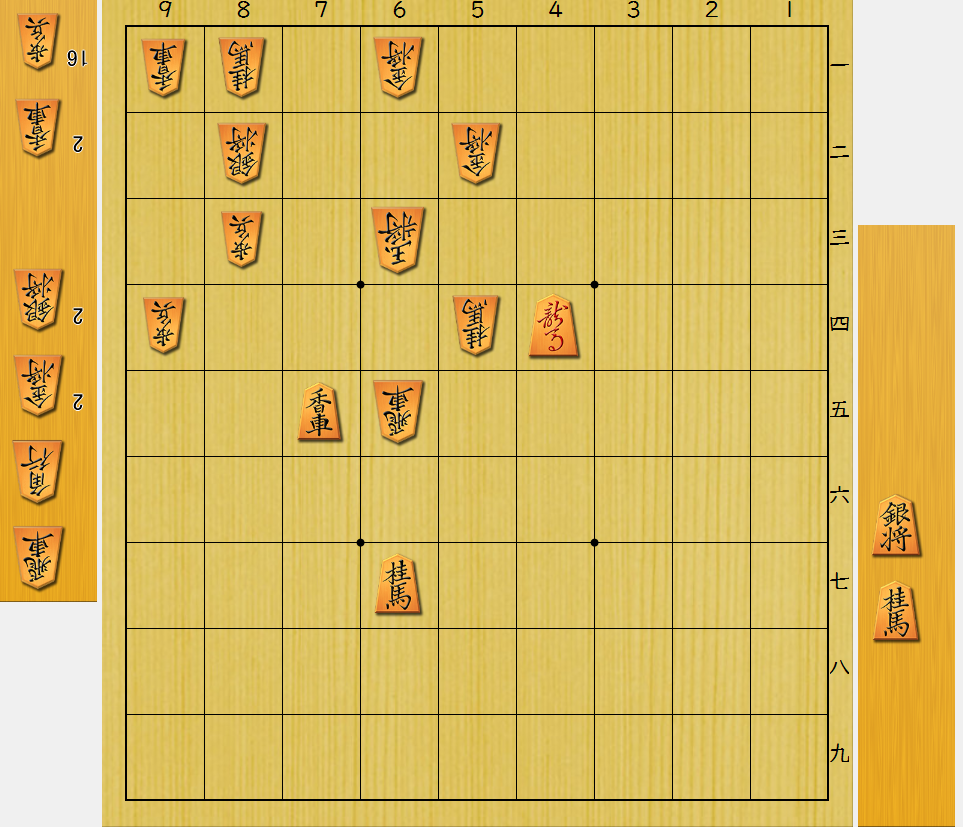 9 8 7 6 5 4 3 2 1
香車 桂馬 金将 一
銀将 金将 二
歩兵 玉将 三
歩兵 桂馬 龍馬 四
香車 飛車 五
六
桂馬 七
八
九
歩兵 16
香車 2
銀将 2
金将 2
角行
飛車
銀将
桂馬